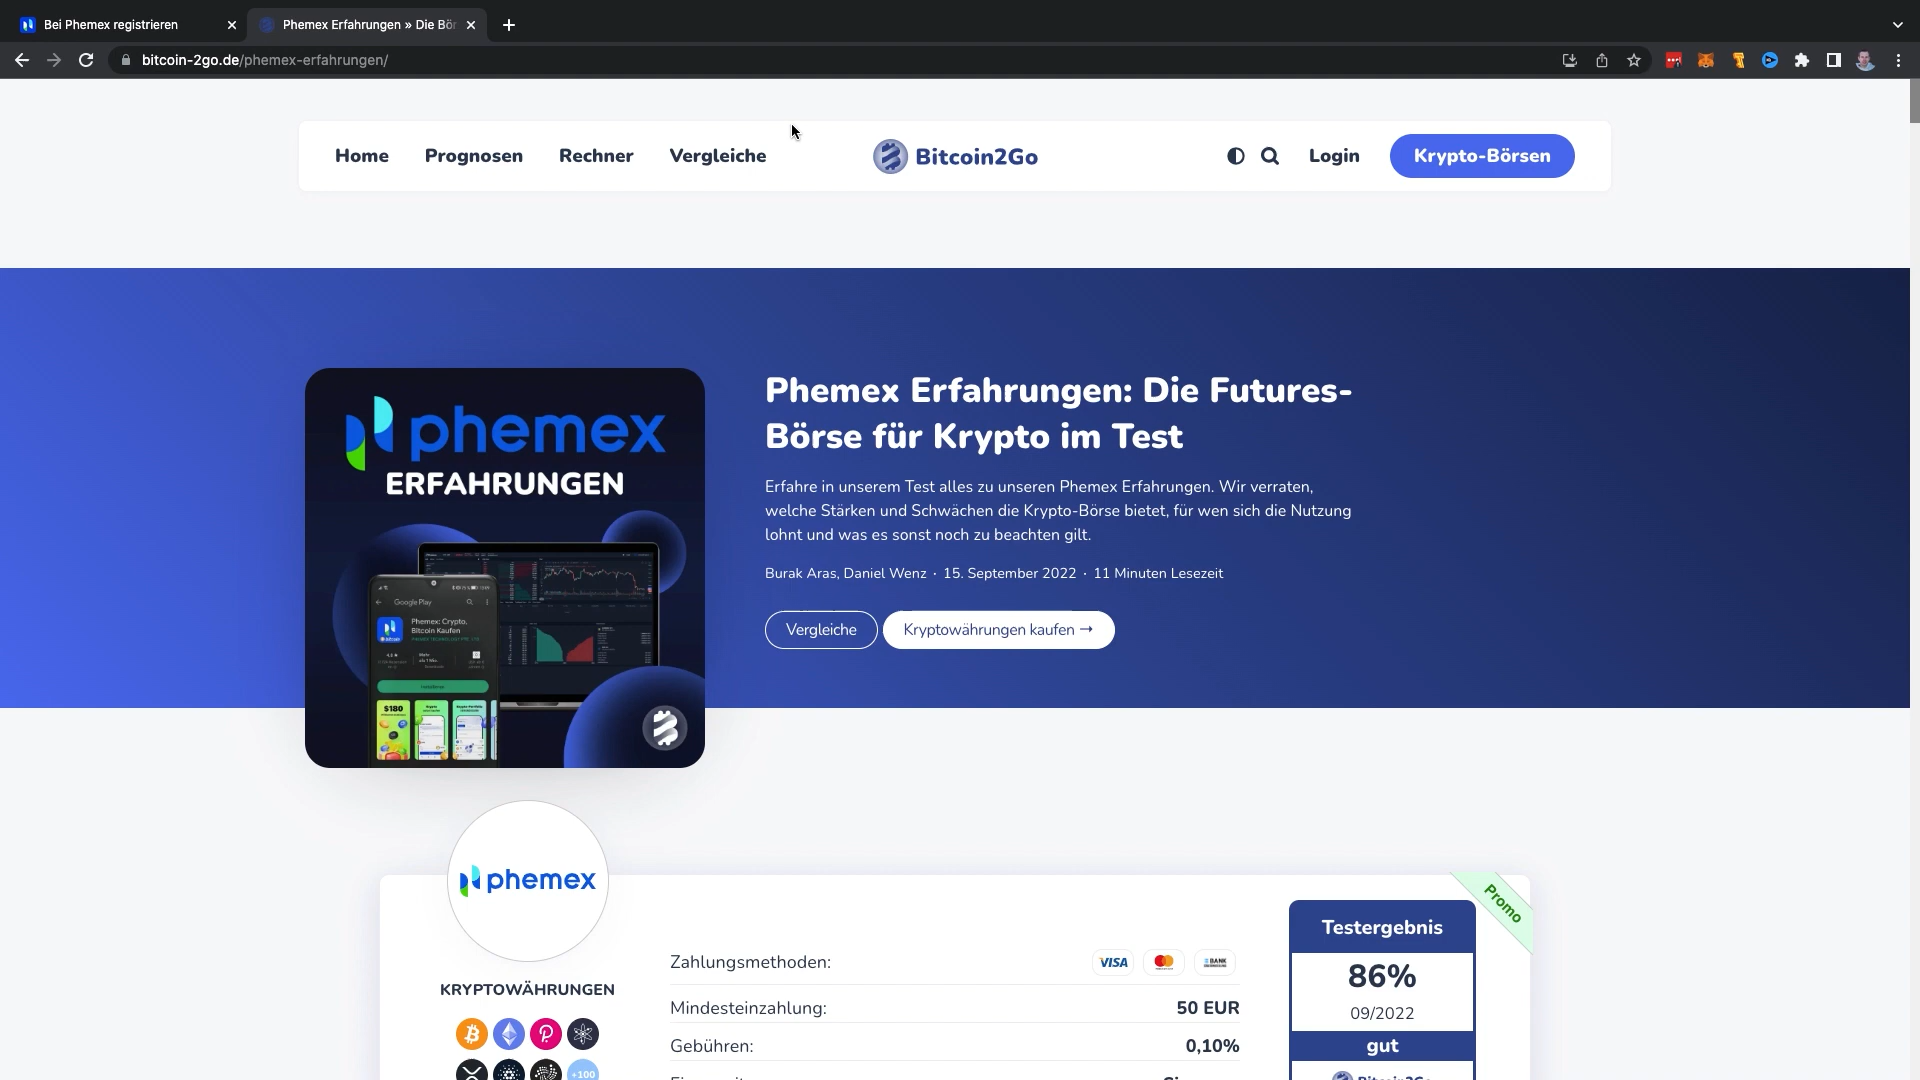 Bei Phemex registrieren
Phemex Erfahrungen » Die Bör
bitcoin-2go.de/phemex-erfahrungen/
Home Prognosen Rechner Vergleiche Bitcoin2Go Login Krypto-Börsen
phemex
ERFAHRUNGEN
Google Play
Phemex: Crypto,
Bitcoin Kaufen
$180
Phemex Erfahrungen: Die Futures-
Börse für Krypto im Test
Erfahre in unserem Test alles zu unseren Phemex Erfahrungen. Wir verraten,
welche Stärken und Schwächen die Krypto-Börse bietet, für wen sich die Nutzung
lohnt und was es sonst noch zu beachten gilt.
Burak Aras, Daniel Wenz · 15. September 2022 · 11 Minuten Lesezeit
Vergleiche Kryptowährungen kaufen →
phemex
KRYPTOWÄHRUNGEN
+100
Zahlungsmethoden: VISA BANK
Mindesteinzahlung: 50 EUR
Gebühren: 0,10%
Promo
Testergebnis
86%
09/2022
gut